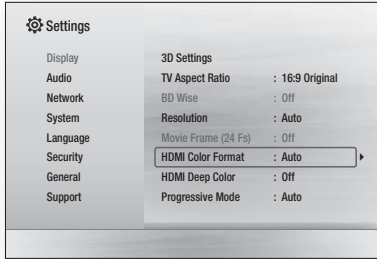 Settings
Display
Audio
Network
System
Language
Security
General
Support
3D Settings
TV Aspect Ratio : 16:9 Original
BD Wise : Off
Resolution : Auto
Movie Frame (24 Fs) : Off
HDMI Color Format : Auto
HDMI Deep Color : Off
Progressive Mode : Auto